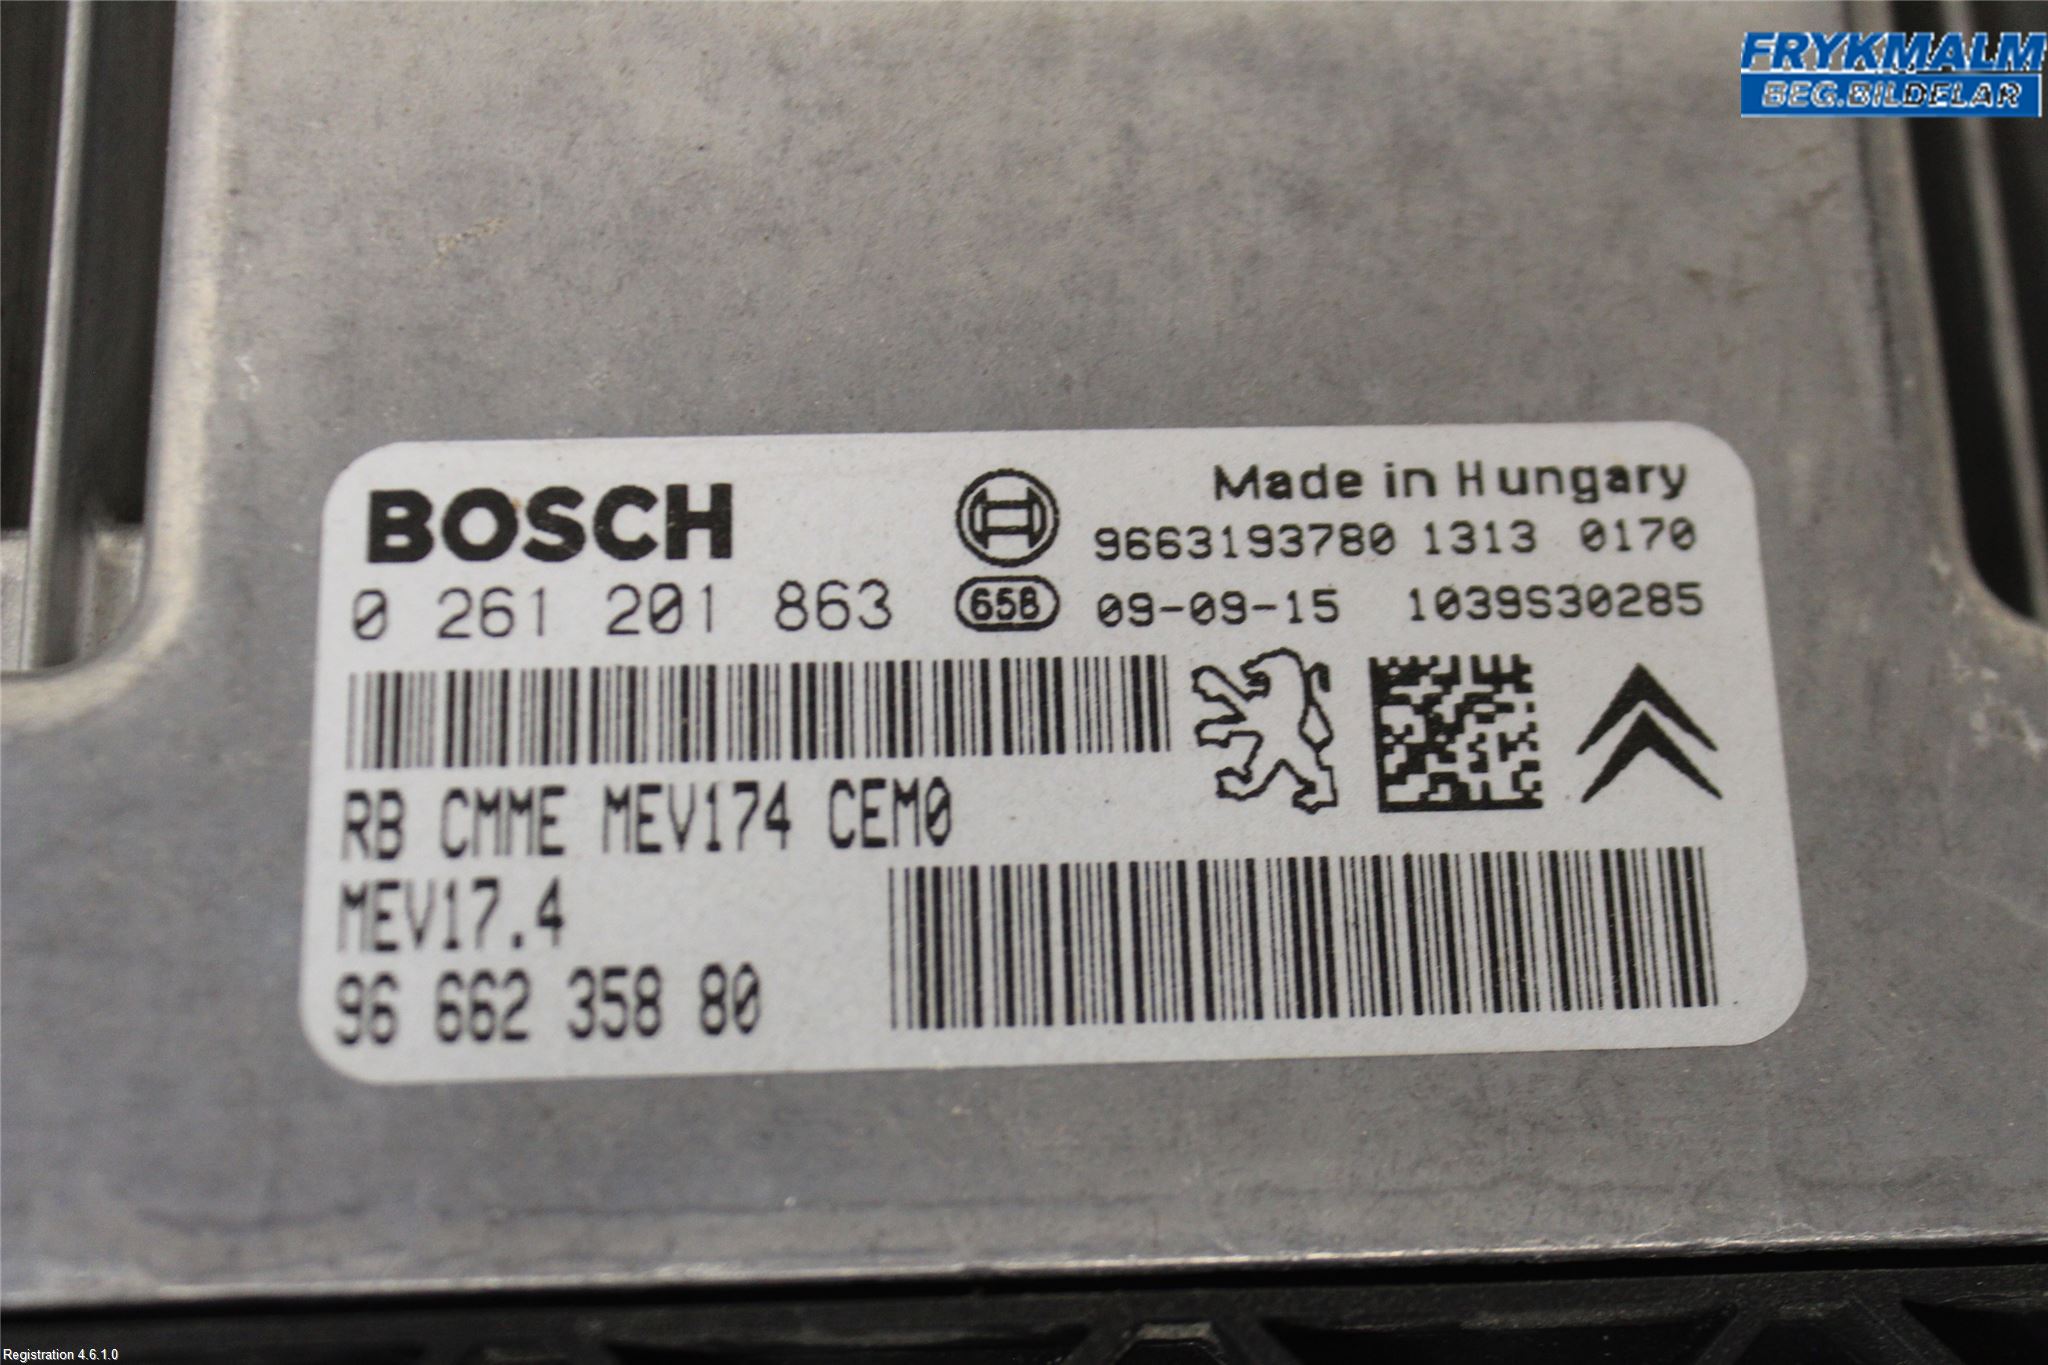 FRYKMALM
BEG.BILDELAR
BOSCH
Made in Hungary
9663193780 1313 0170
0 261 201 863
658
09-09-15 1039S30285
RB CMME MEV174 CEM0
MEV17.4
96 662 358 80
Registration 4.6.1.0